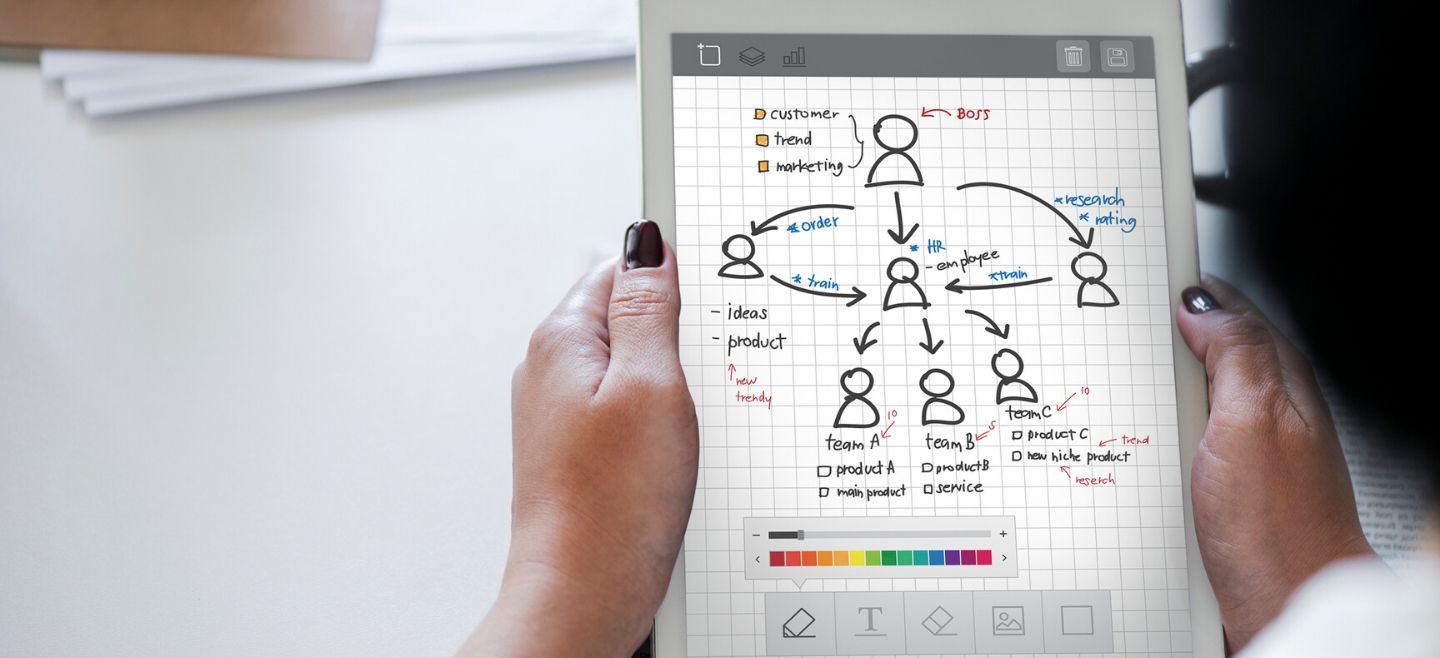 customer
BOSS
trend
marketing
*research
* rating
* order
* HR
- employee
* train
*train
- ideas
- product
new
trendy
10
team C
product C
trend
new niche product
reserch
10
team A
product A
main product
5
team B
product B
service
- +
< >
T